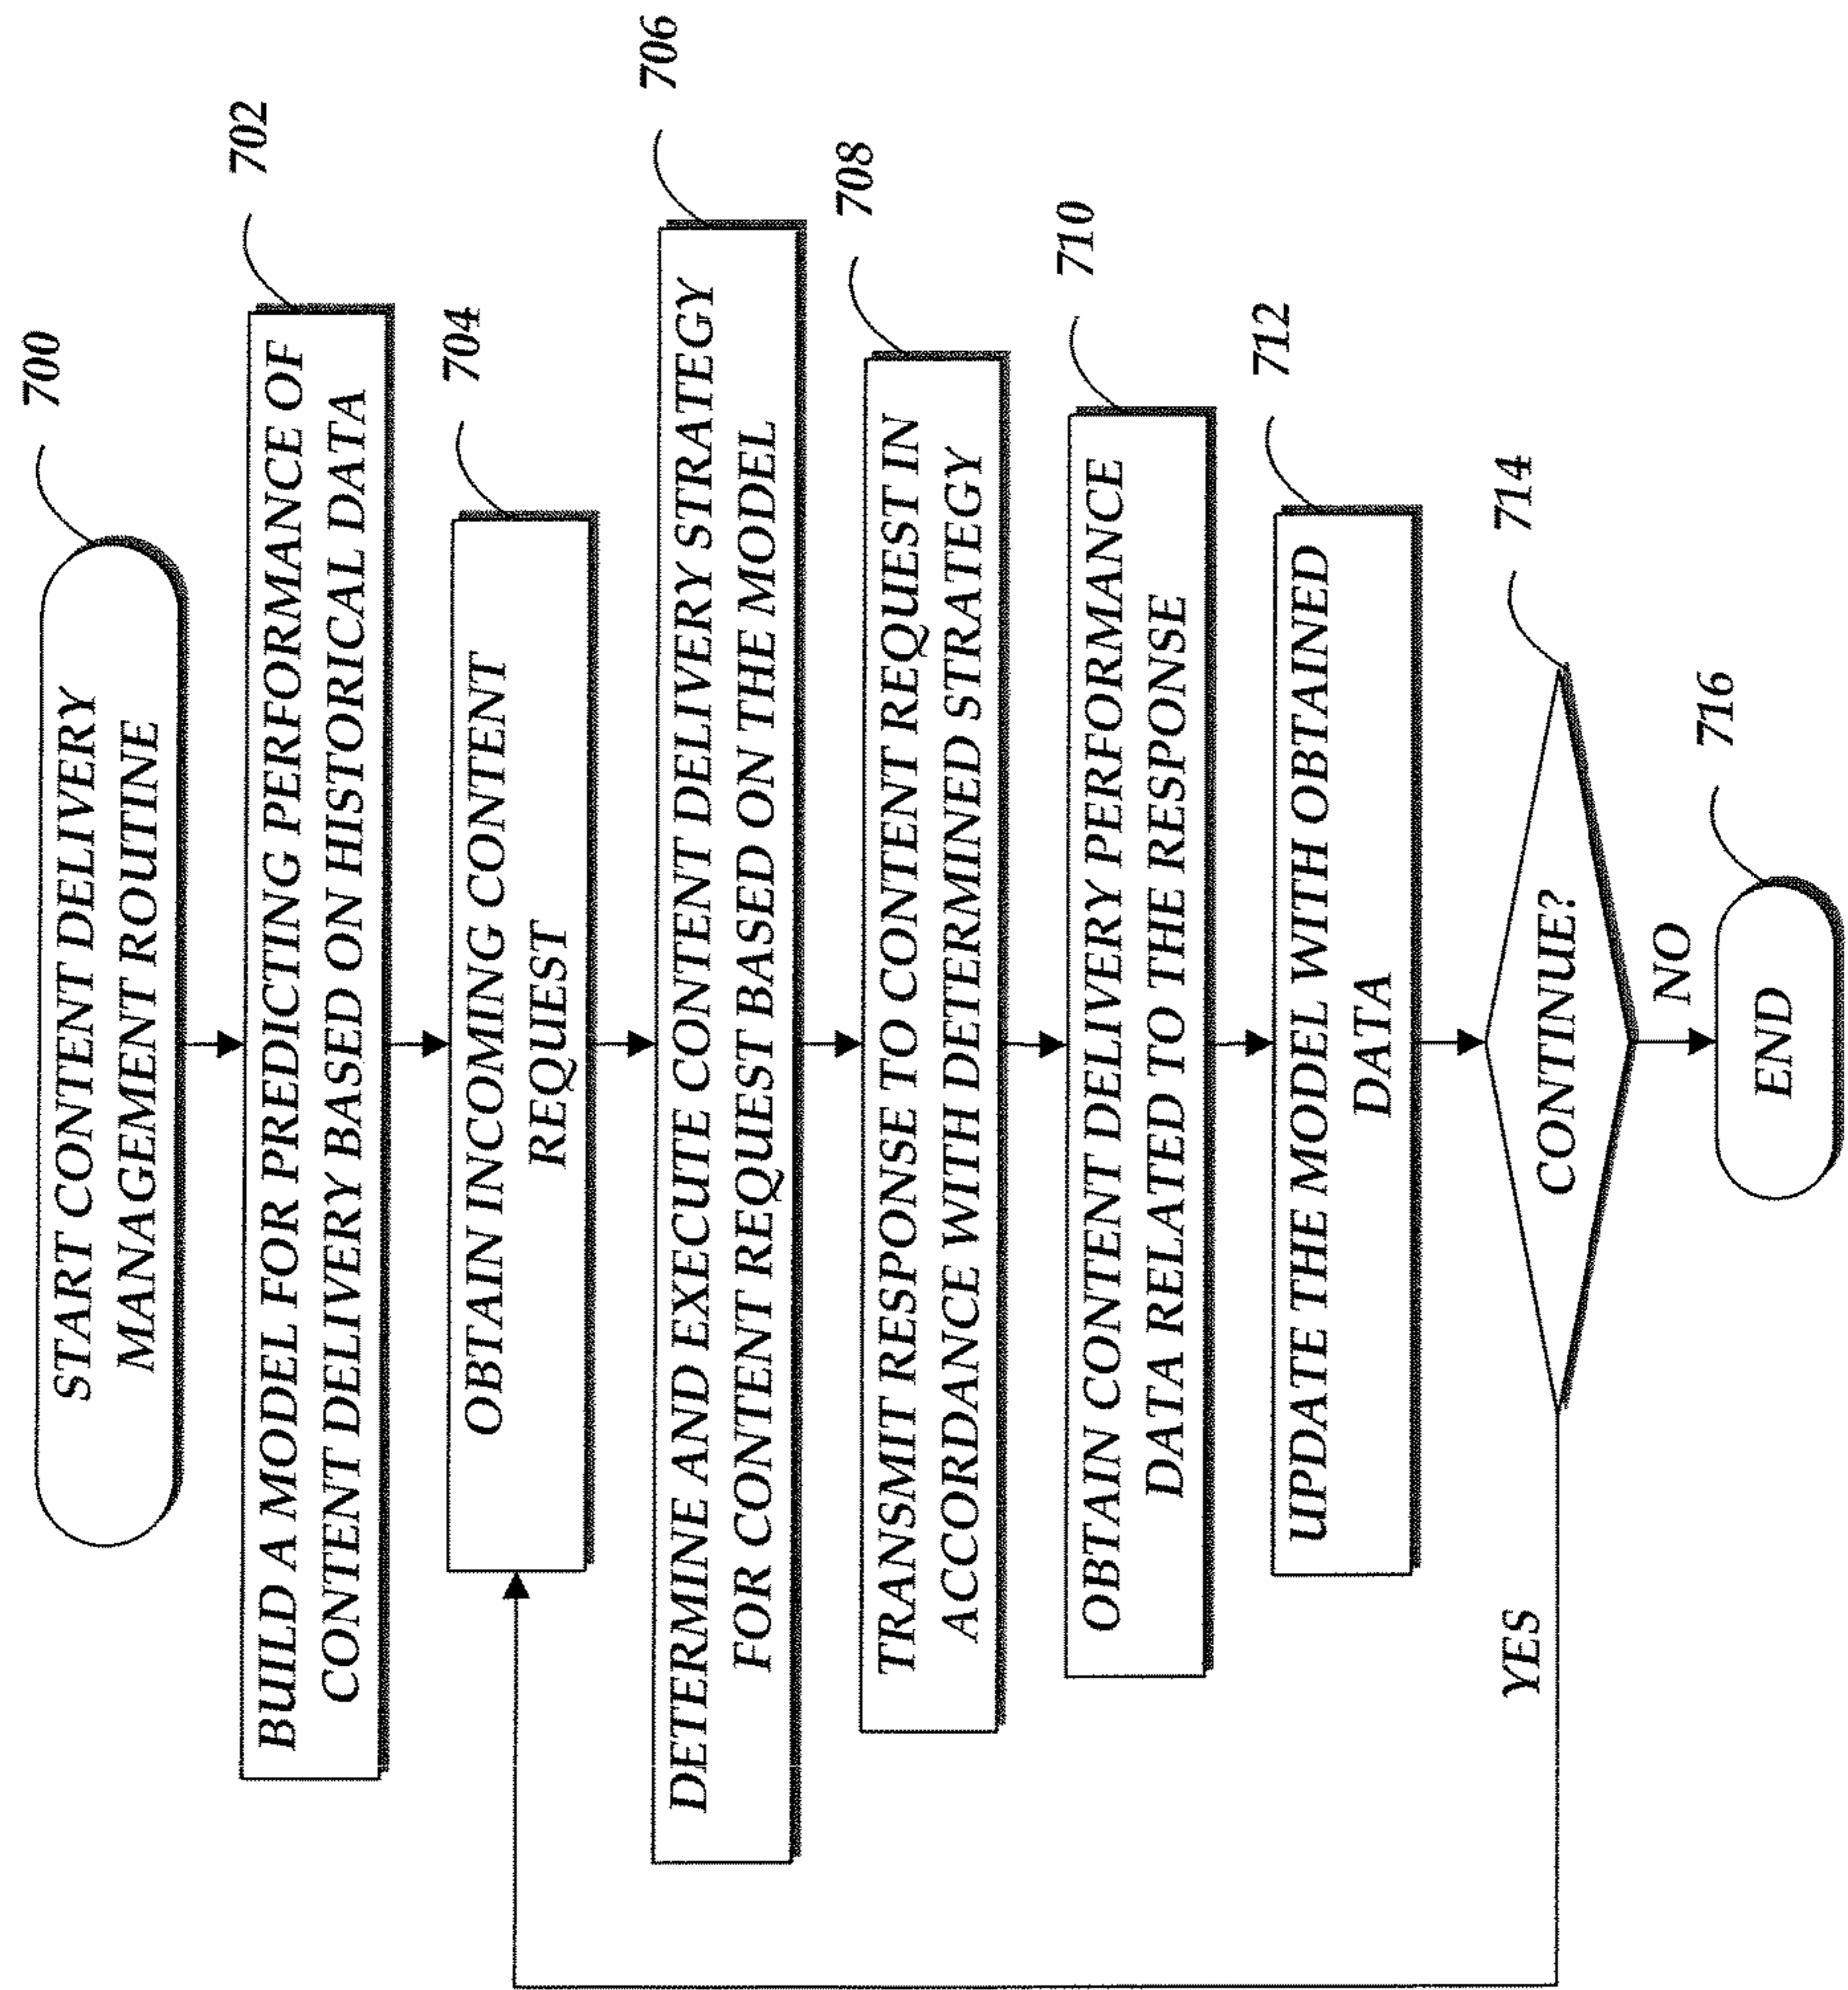 700
START CONTENT DELIVERY
MANAGEMENT ROUTINE
702
BUILD A MODEL FOR PREDICTING PERFORMANCE OF
CONTENT DELIVERY BASED ON HISTORICAL DATA
704
OBTAIN INCOMING CONTENT
REQUEST
706
DETERMINE AND EXECUTE CONTENT DELIVERY STRATEGY
FOR CONTENT REQUEST BASED ON THE MODEL
708
TRANSMIT RESPONSE TO CONTENT REQUEST IN
ACCORDANCE WITH DETERMINED STRATEGY
710
OBTAIN CONTENT DELIVERY PERFORMANCE
DATA RELATED TO THE RESPONSE
712
UPDATE THE MODEL WITH OBTAINED
DATA
714
YES
CONTINUE?
NO
716
END